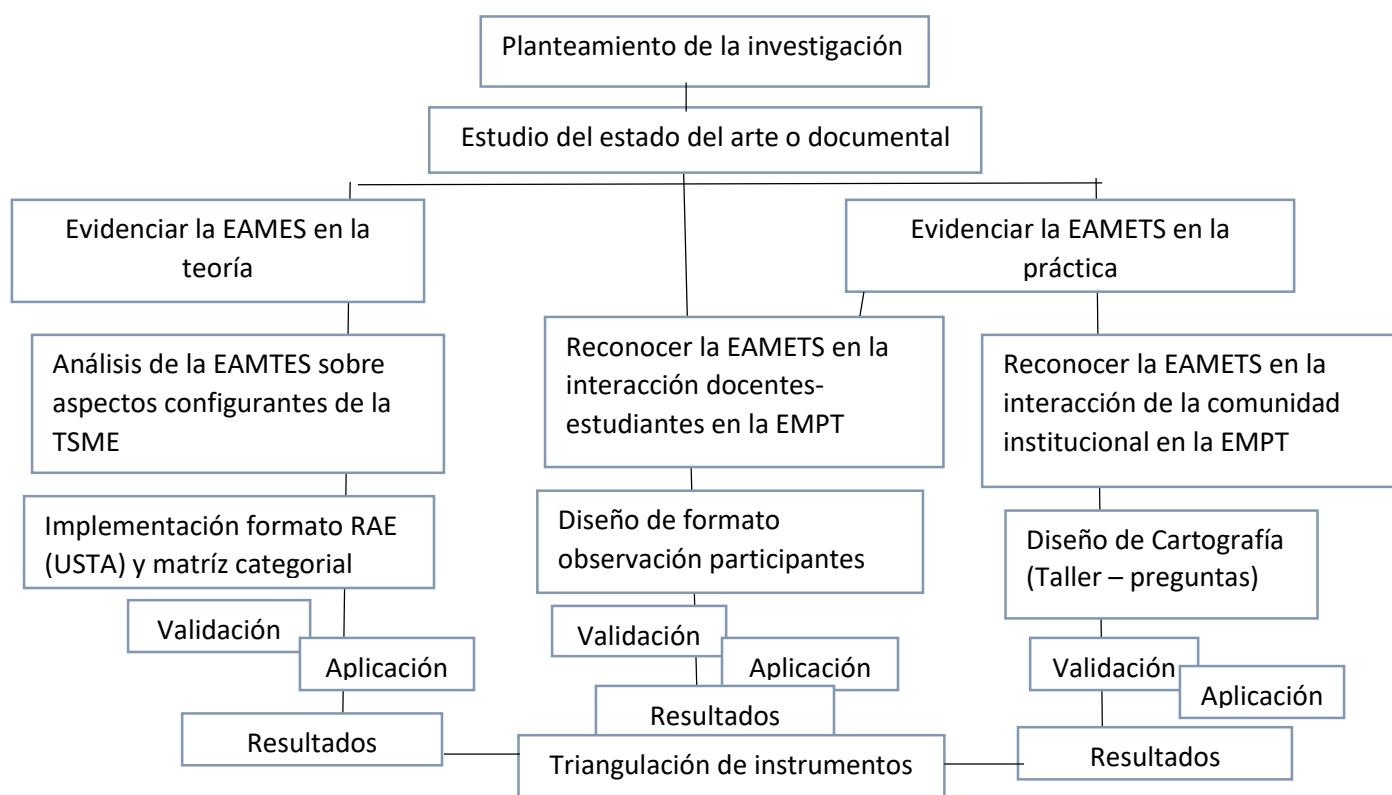 Planteamiento de la investigación
Estudio del estado del arte o documental
Evidenciar la EAMES en la
teoría
Evidenciar la EAMETS en la
práctica
Análisis de la EAMTES sobre
aspectos configurantes de la
TSME
Reconocer la EAMETS en la
interacción docentes-
estudiantes en la EMPT
Reconocer la EAMETS en la
interacción de la comunidad
institucional en la EMPT
Implementación formato RAE
(USTA) y matríz categorial
Diseño de formato
observación participantes
Diseño de Cartografía
(Taller – preguntas)
Validación
Aplicación
Validación
Aplicación
Validación
Aplicación
Resultados
Resultados
Resultados
Triangulación de instrumentos